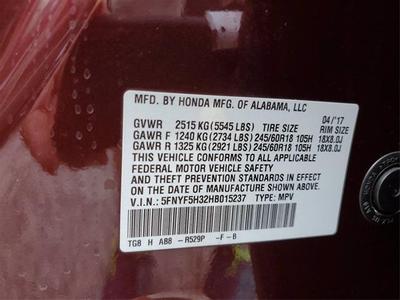 MFD. BY HONDA MFG. OF ALABAMA, LLC
04/'17
GVWR 2515 KG (5545 LBS) TIRE SIZE RIM SIZE
GAWR F 1240 KG (2734 LBS) 245/60R18 105H 18X8.0J
GAWR R 1325 KG (2921 LBS) 245/60R18 105H 18X8.0J
THIS VEHICLE CONFORMS TO ALL APPLICABLE
FEDERAL MOTOR VEHICLE SAFETY
AND THEFT PREVENTION STANDARDS IN EFFECT
ON THE DATE OF MANUFACTURE SHOWN ABOVE.
V.I.N.: 5FNYF5H32HB015237 TYPE: MPV
TG8 H A88 -R529P -F -B